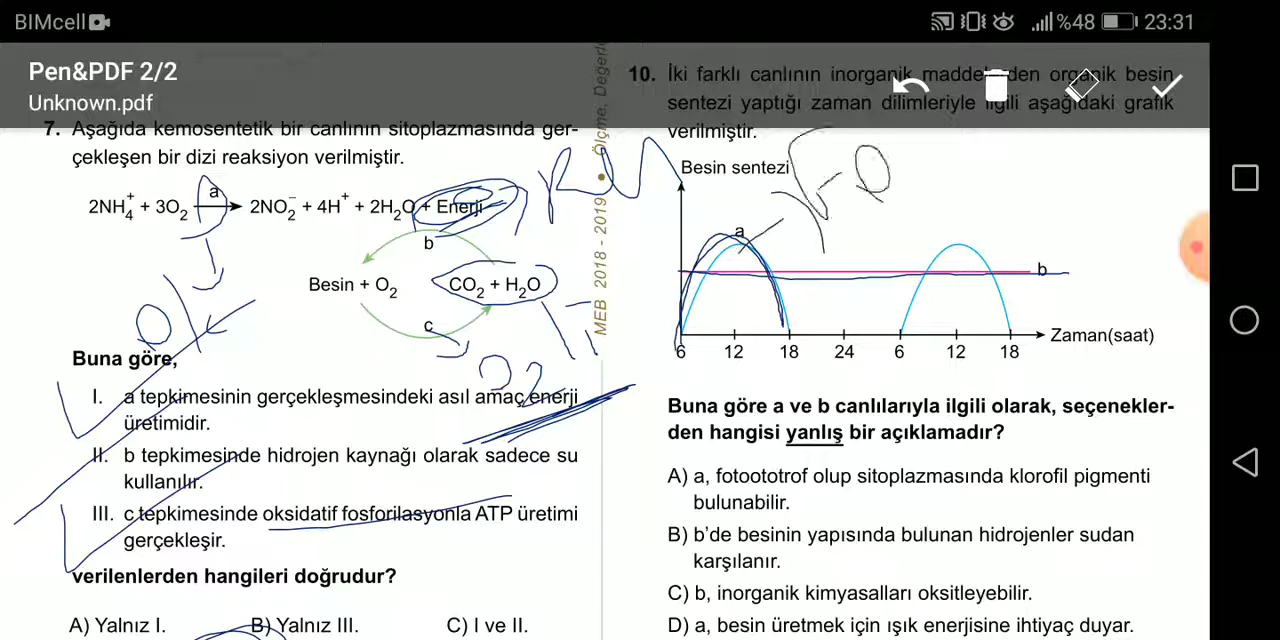 BIMcell
%48
23:31
Pen&PDF 2/2
Unknown.pdf
7. Aşağıda kemosentetik bir canlının sitoplazmasında ger-
çekleşen bir dizi reaksiyon verilmiştir.
a
2NH₄⁺ + 3O₂ → 2NO₂⁻ + 4H⁺ + 2H₂O + Enerji
b
Besin + O₂ CO₂ + H₂O
c
Buna göre,
I. a tepkimesinin gerçekleşmesindeki asıl amaç enerji
üretimidir.
II. b tepkimesinde hidrojen kaynağı olarak sadece su
kullanılır.
III. c tepkimesinde oksidatif fosforilasyonla ATP üretimi
gerçekleşir.
verilenlerden hangileri doğrudur?
A) Yalnız I. B) Yalnız III. C) I ve II.
MEB 2018 - 2019 ● Ölçme, Değerle
10. İki farklı canlının inorganik maddelerden organik besin
sentezi yaptığı zaman dilimleriyle ilgili aşağıdaki grafik
verilmiştir.
Besin sentezi
a
b
6 12 18 24 6 12 18
Zaman(saat)
Buna göre a ve b canlılarıyla ilgili olarak, seçenekler-
den hangisi yanlış bir açıklamadır?
A) a, fotoototrof olup sitoplazmasında klorofil pigmenti
bulunabilir.
B) b’de besinin yapısında bulunan hidrojenler sudan
karşılanır.
C) b, inorganik kimyasalları oksitleyebilir.
D) a, besin üretmek için ışık enerjisine ihtiyaç duyar.